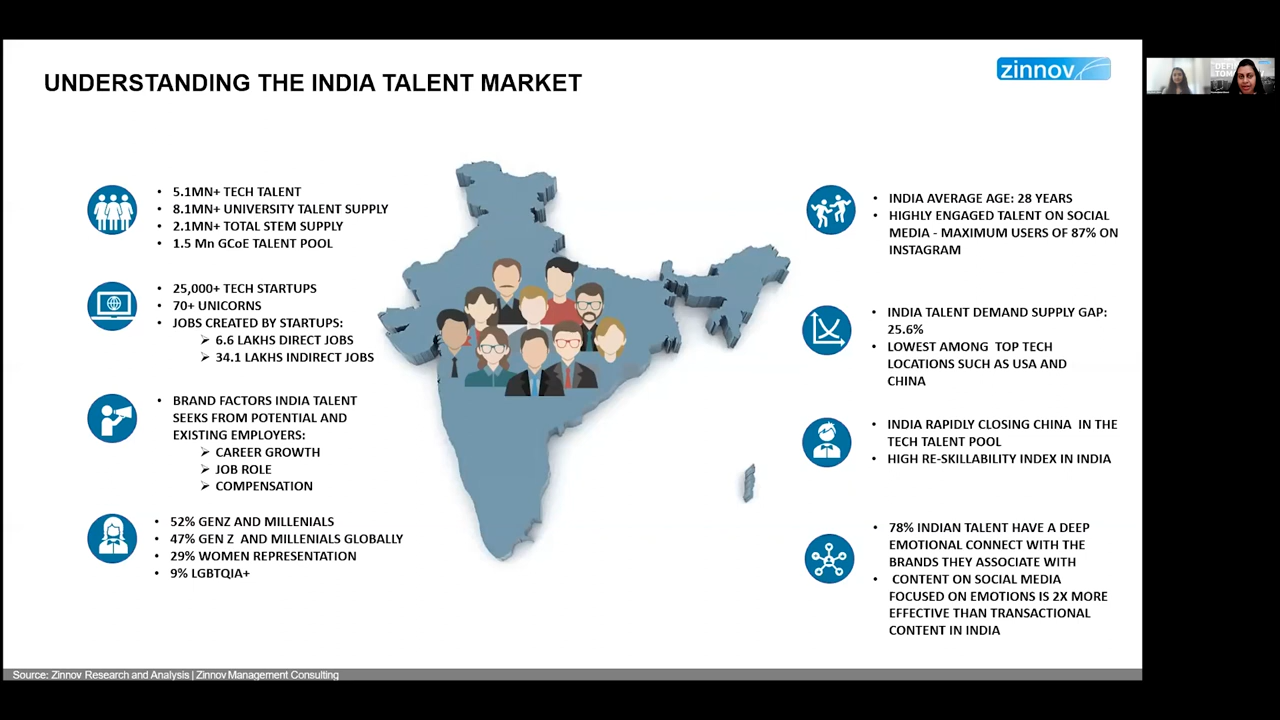 UNDERSTANDING THE INDIA TALENT MARKET
zinnov
• 5.1MN+ TECH TALENT
• 8.1MN+ UNIVERSITY TALENT SUPPLY
• 2.1MN+ TOTAL STEM SUPPLY
• 1.5 Mn GCoE TALENT POOL
• 25,000+ TECH STARTUPS
• 70+ UNICORNS
• JOBS CREATED BY STARTUPS:
➢ 6.6 LAKHS DIRECT JOBS
➢ 34.1 LAKHS INDIRECT JOBS
• BRAND FACTORS INDIA TALENT
SEEKS FROM POTENTIAL AND
EXISTING EMPLOYERS:
➢ CAREER GROWTH
➢ JOB ROLE
➢ COMPENSATION
• 52% GENZ AND MILLENIALS
• 47% GEN Z AND MILLENIALS GLOBALLY
• 29% WOMEN REPRESENTATION
• 9% LGBTQIA+
• INDIA AVERAGE AGE: 28 YEARS
• HIGHLY ENGAGED TALENT ON SOCIAL
MEDIA - MAXIMUM USERS OF 87% ON
INSTAGRAM
• INDIA TALENT DEMAND SUPPLY GAP:
25.6%
• LOWEST AMONG TOP TECH
LOCATIONS SUCH AS USA AND
CHINA
• INDIA RAPIDLY CLOSING CHINA IN THE
TECH TALENT POOL
• HIGH RE-SKILLABILITY INDEX IN INDIA
• 78% INDIAN TALENT HAVE A DEEP
EMOTIONAL CONNECT WITH THE
BRANDS THEY ASSOCIATE WITH
• CONTENT ON SOCIAL MEDIA
FOCUSED ON EMOTIONS IS 2X MORE
EFFECTIVE THAN TRANSACTIONAL
CONTENT IN INDIA
Source: Zinnov Research and Analysis | Zinnov Management Consulting